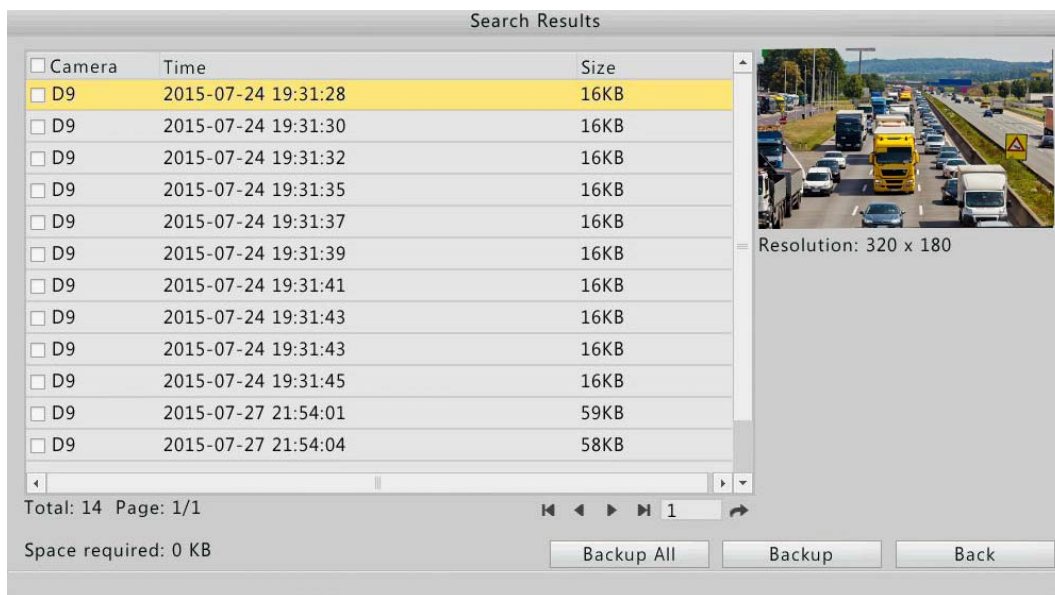 Search Results
Camera Time Size
D9 2015-07-24 19:31:28 16KB
D9 2015-07-24 19:31:30 16KB
D9 2015-07-24 19:31:32 16KB
D9 2015-07-24 19:31:35 16KB
D9 2015-07-24 19:31:37 16KB
D9 2015-07-24 19:31:39 16KB
D9 2015-07-24 19:31:41 16KB
D9 2015-07-24 19:31:43 16KB
D9 2015-07-24 19:31:43 16KB
D9 2015-07-24 19:31:45 16KB
D9 2015-07-27 21:54:01 59KB
D9 2015-07-27 21:54:04 58KB
Resolution: 320 x 180
Total: 14 Page: 1/1
1
Space required: 0 KB
Backup All Backup Back